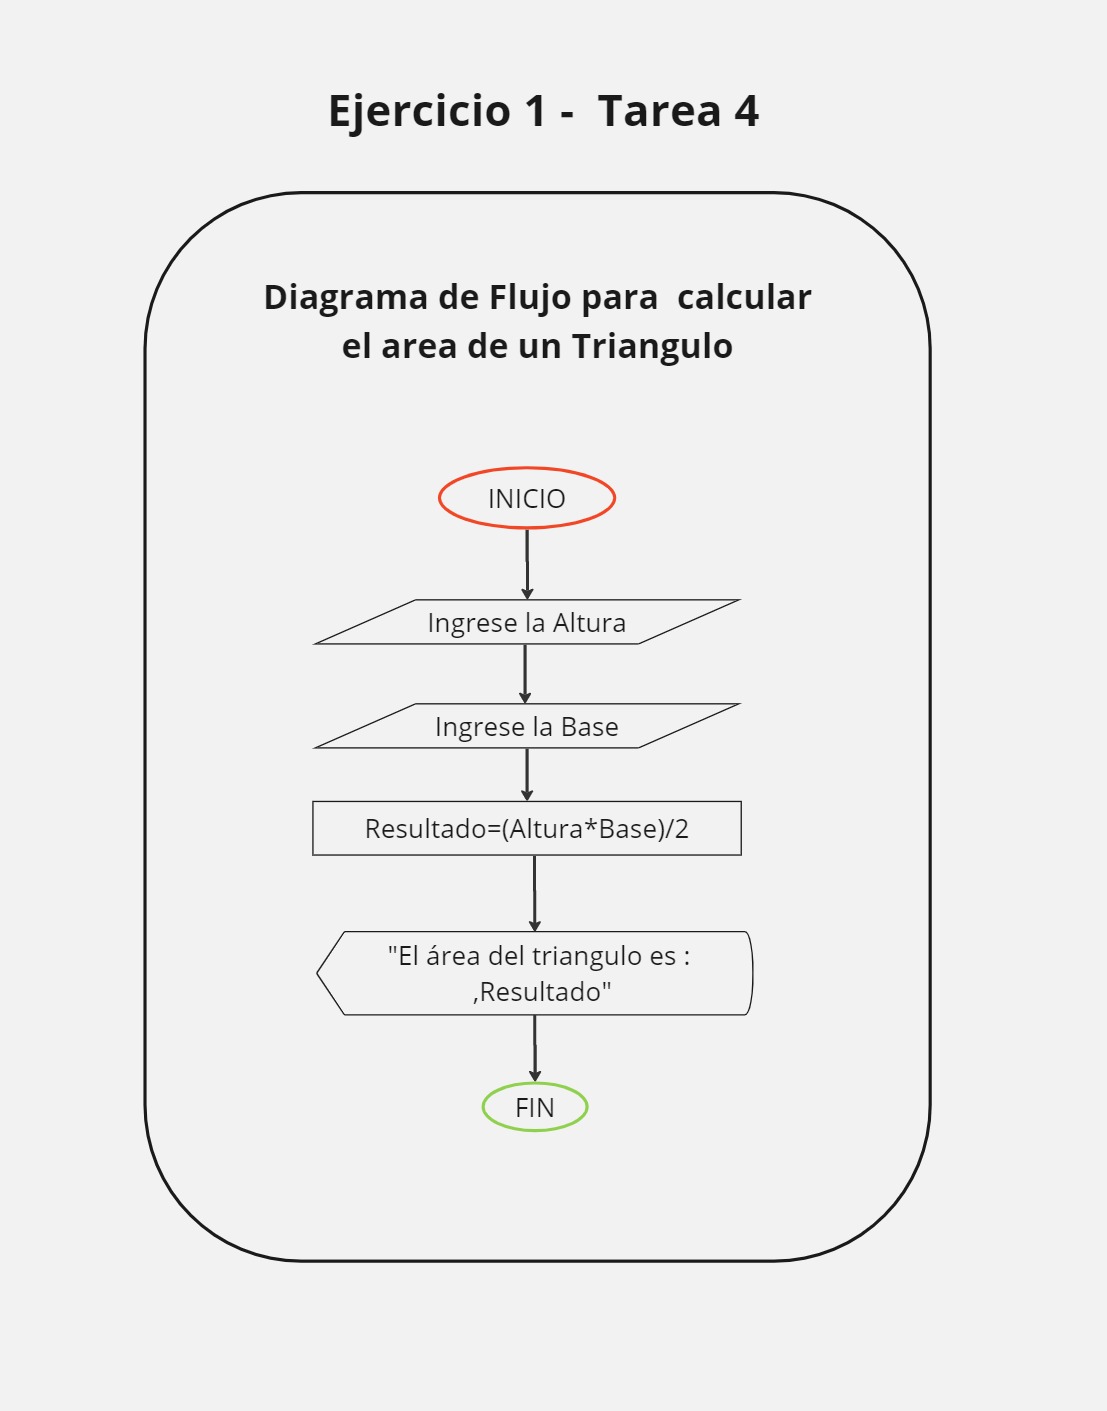 Ejercicio 1 -  Tarea 4
Diagrama de Flujo para  calcular
el area de un Triangulo
INICIO
Ingrese la Altura
Ingrese la Base
Resultado=(Altura*Base)/2
"El área del triangulo es :
,Resultado"
FIN